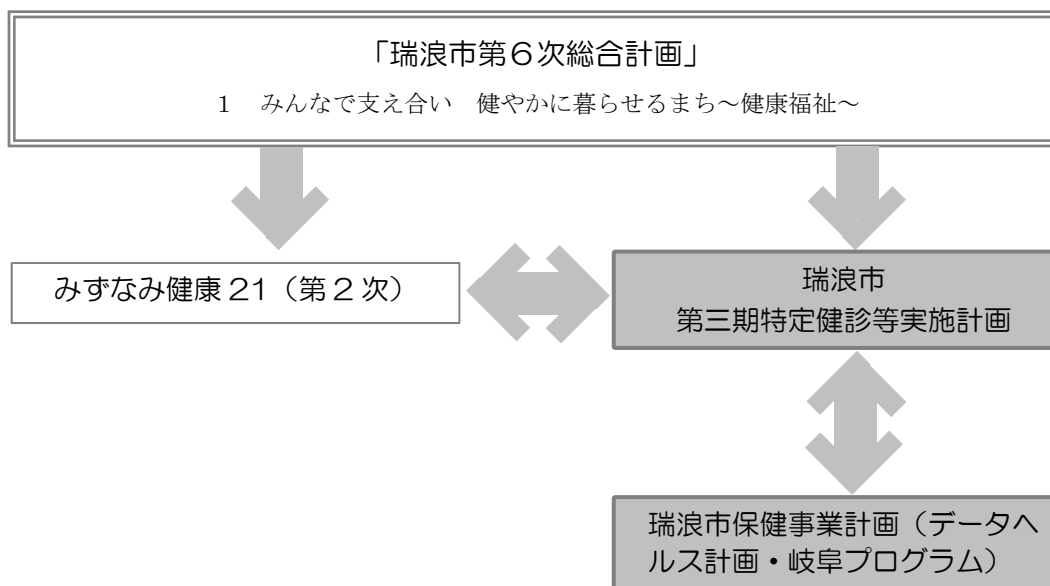 「瑞浪市第６次総合計画」
１　みんなで支え合い　健やかに暮らせるまち～健康福祉～
みずなみ健康 21（第２次）
瑞浪市
第三期特定健診等実施計画
瑞浪市保健事業計画（データヘ
ルス計画・岐阜プログラム）